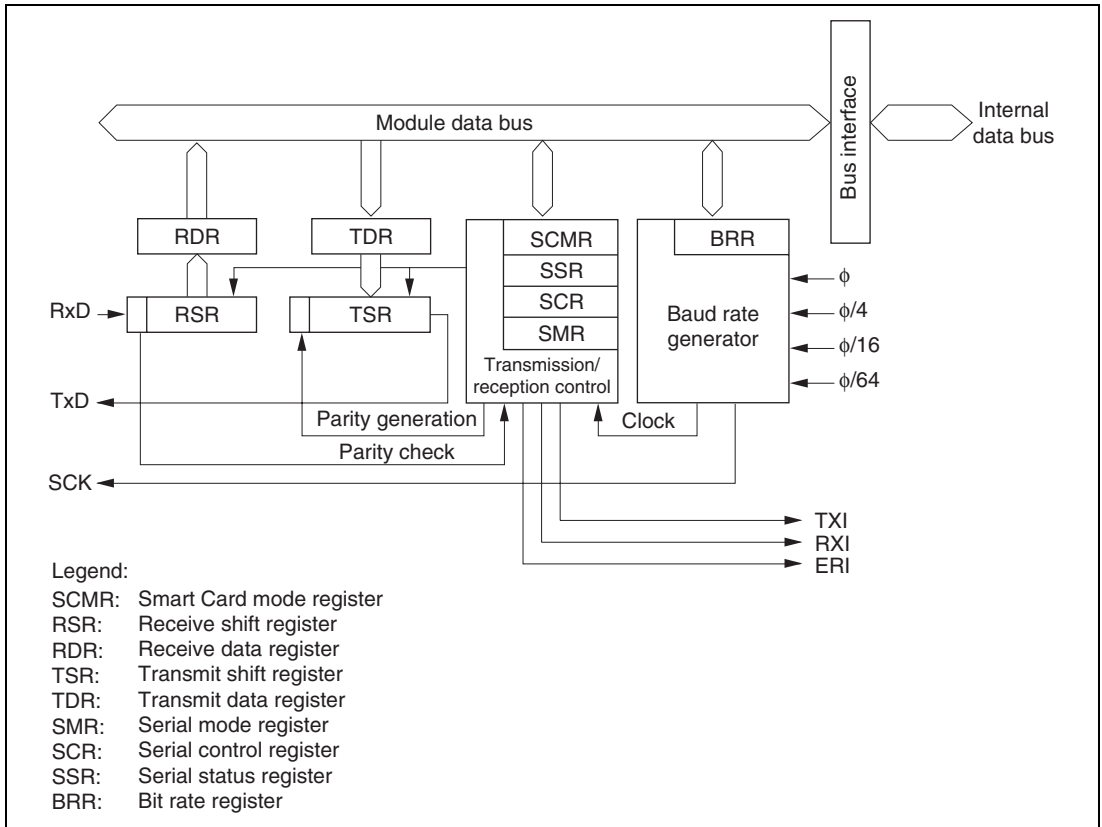 Module data bus
Bus interface
Internal
data bus
RDR
TDR
SCMR
SSR
SCR
SMR
Transmission/
reception control
BRR
Baud rate
generator
ϕ
ϕ/4
ϕ/16
ϕ/64
RxD
RSR
TSR
TxD
Parity generation
Clock
Parity check
SCK
TXI
RXI
ERI
Legend:
SCMR: Smart Card mode register
RSR: Receive shift register
RDR: Receive data register
TSR: Transmit shift register
TDR: Transmit data register
SMR: Serial mode register
SCR: Serial control register
SSR: Serial status register
BRR: Bit rate register